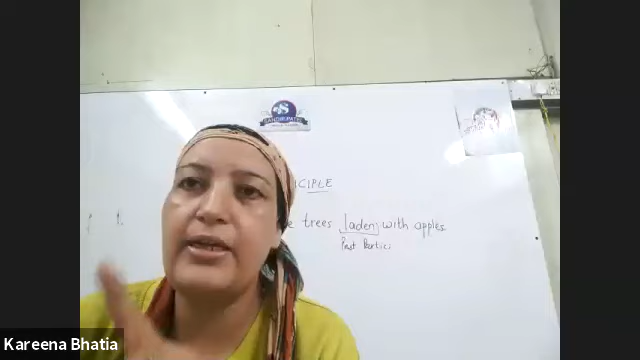 CIPLE
trees laden with apples.
Past Partici
Kareena Bhatia